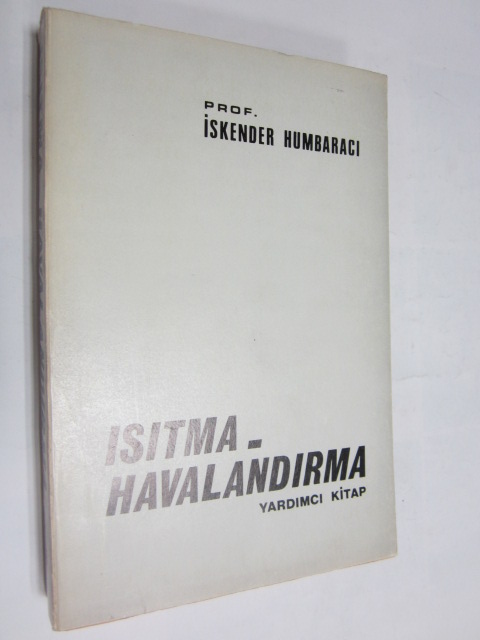 PROF.
İSKENDER HUMBARACI
ISITMA -
HAVALANDIRMA
YARDIMCI KİTAP